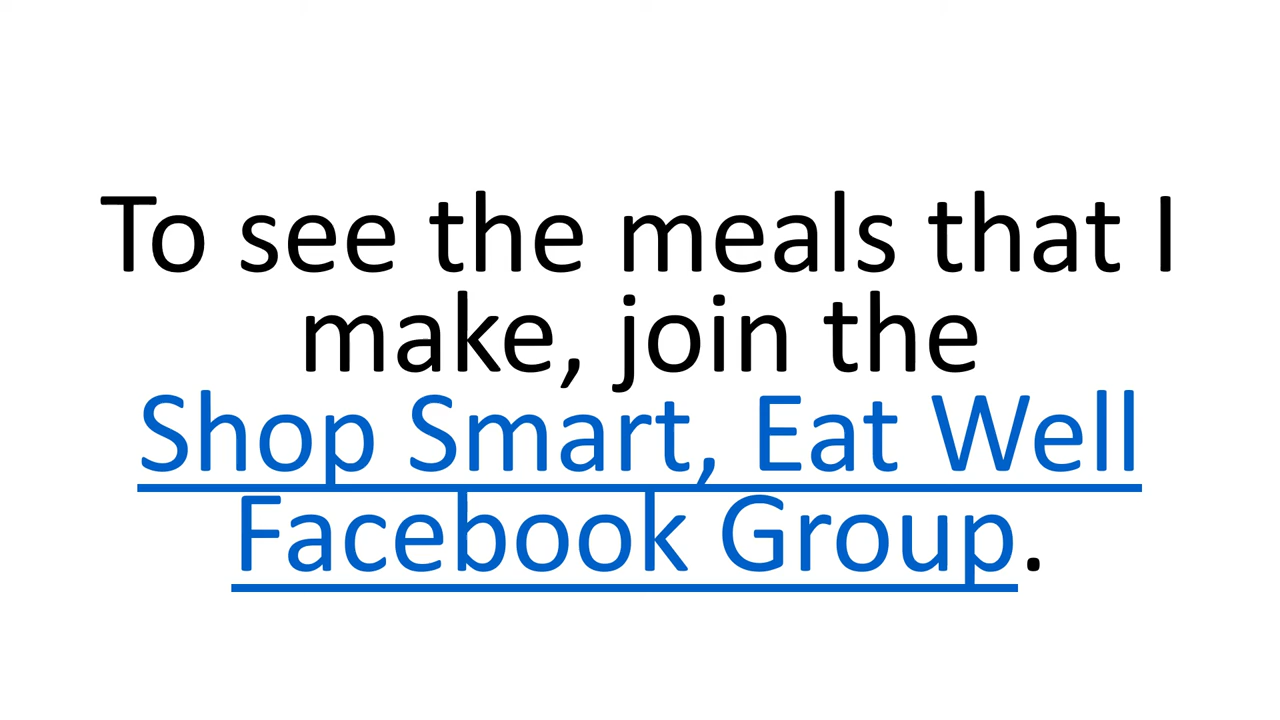 To see the meals that I
make, join the
Shop Smart, Eat Well
Facebook Group.